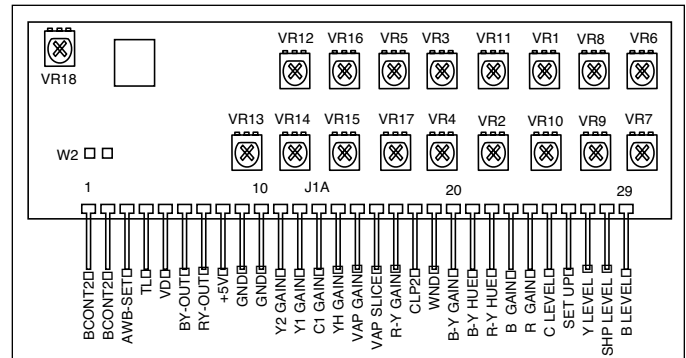 VR12 VR16 VR5 VR3 VR11 VR1 VR8 VR6
VR18
VR13 VR14 VR15 VR17 VR4 VR2 VR10 VR9 VR7
W2
1 10 J1A 20 29
BCONT2
BCONT2
AWB-SET
TL
VD
BY-OUT
RY-OUT
+5V
GND
GND
Y2 GAIN
Y1 GAIN
C1 GAIN
YH GAIN
VAP GAIN
VAP SLICE
R-Y GAIN
CLP2
WND
B-Y GAIN
B-Y HUE
R-Y HUE
B GAIN
R GAIN
C LEVEL
SET UP
Y LEVEL
SHP LEVEL
B LEVEL